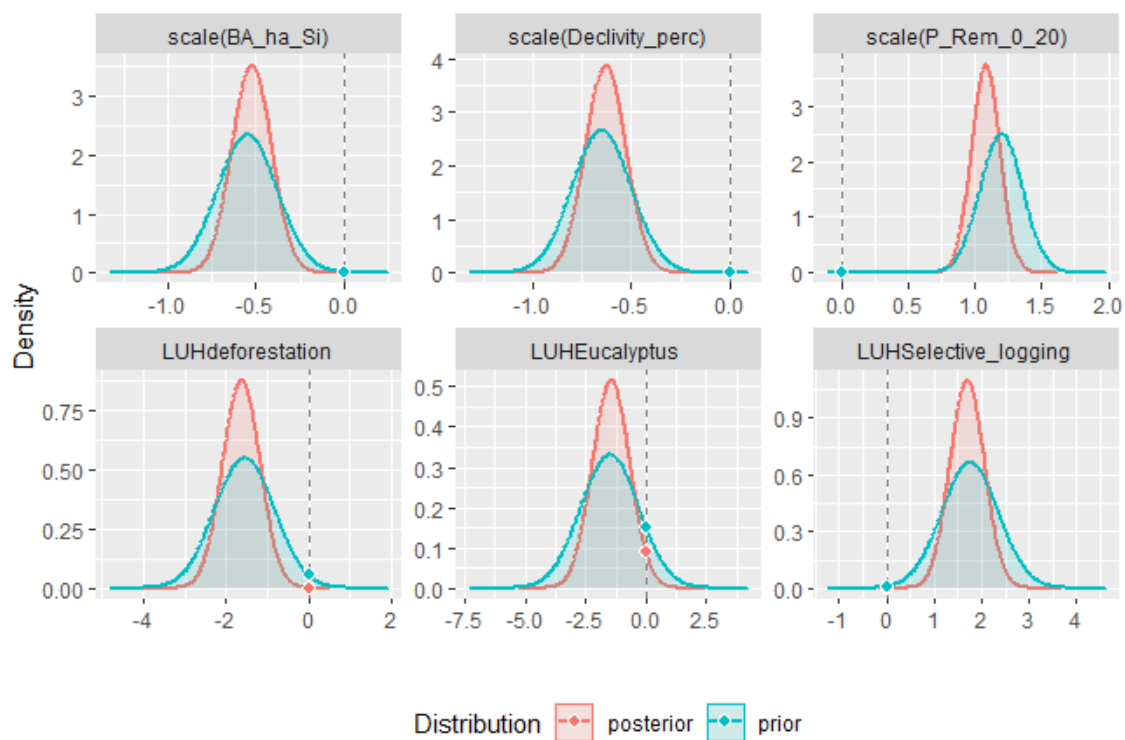 scale(BA_ha_Si) scale(Declivity_perc) scale(P_Rem_0_20)
3 2 1 0
4 3 2 1 0
3 2 1 0
-1.0 -0.5 0.0
-1.0 -0.5 0.0
0.0 0.5 1.0 1.5 2.0
Density
LUHdeforestation LUHEucalyptus LUHSelective_logging
0.75 0.50 0.25 0.00
0.5 0.4 0.3 0.2 0.1 0.0
0.9 0.6 0.3 0.0
-4 -2 0 2
-7.5 -5.0 -2.5 0.0 2.5
-1 0 1 2 3 4
Distribution posterior prior